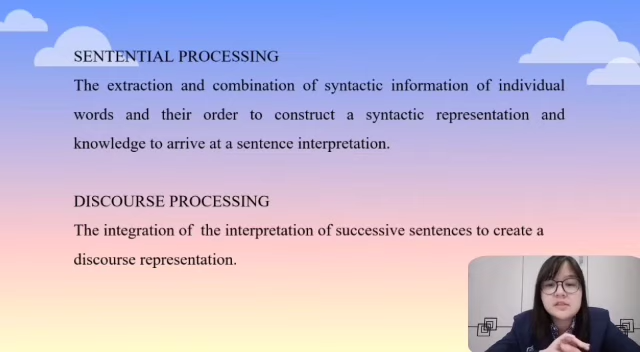 SENTENTIAL PROCESSING
The extraction and combination of syntactic information of individual
words and their order to construct a syntactic representation and
knowledge to arrive at a sentence interpretation.
DISCOURSE PROCESSING
The integration of the interpretation of successive sentences to create a
discourse representation.